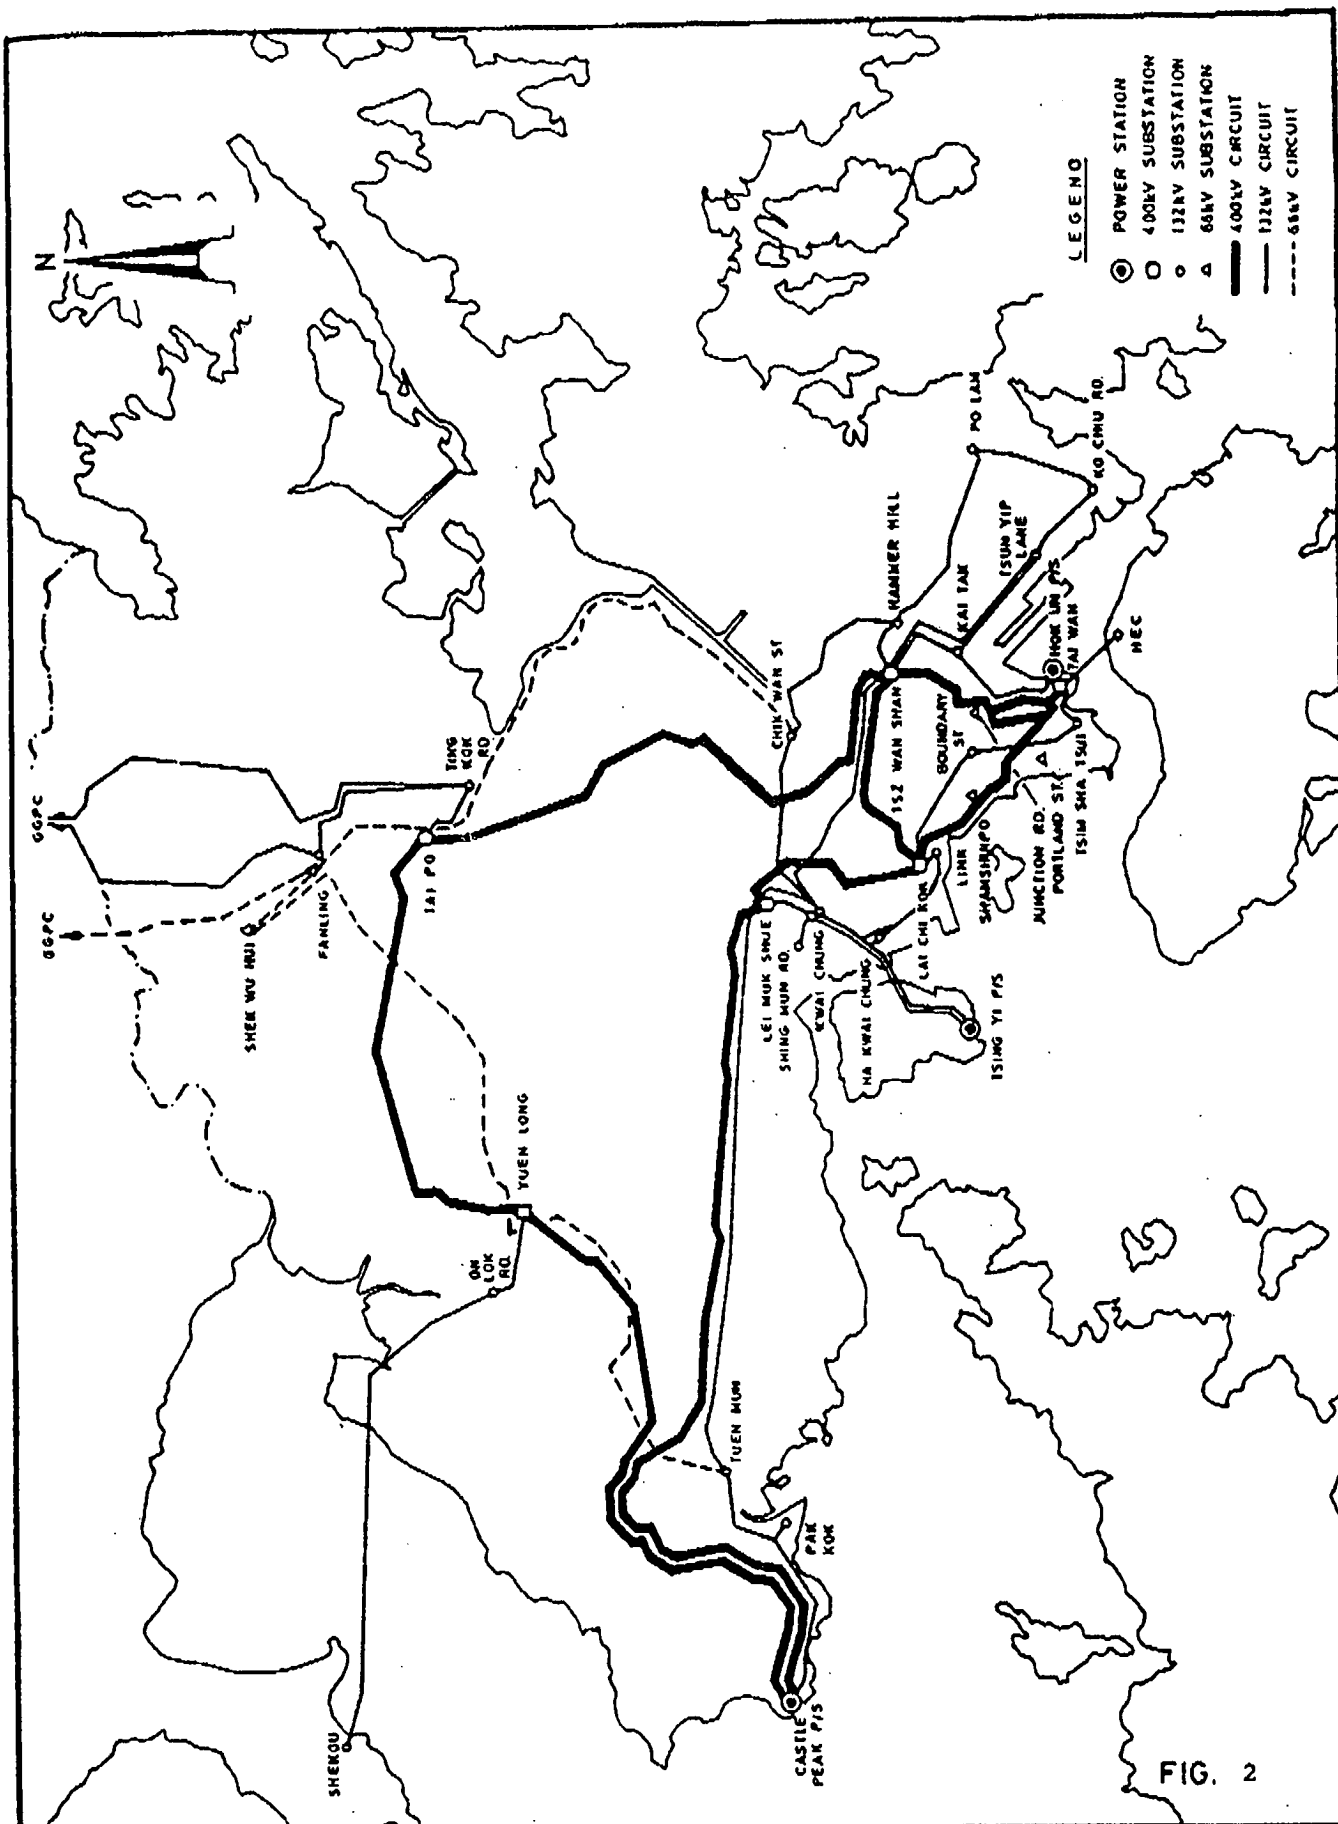 N
GGPC
GGPC
SHEK WU HUI
FANLING
TING
KOK
RD
TAI PO
YUEN LONG
ON
LOK
RD.
SHEKOU
CHIK WAN ST
HAMMER HILL
PO LAM
TSZ WAN SHAN
KAI TAK
TSUN YIP
LANE
KO CHIU RD.
BOUNDARY
ST
HOK UN P/S
TAI WAN
HEC
LEI MUK SHUE
SHING MUN RD.
KWAI CHUNG
HA KWAI CHUNG
LAI CHI KOK
LINK
SHAMSHUIPO
JUNCTION RD.
PORTLAND ST.
TSIM SHA TSUI
TSING YI P/S
TUEN MUN
PAK
KOK
CASTLE
PEAK P/S
LEGEND
POWER STATION
400kV SUBSTATION
132kV SUBSTATION
66kV SUBSTATION
400kV CIRCUIT
132kV CIRCUIT
66kV CIRCUIT
FIG. 2